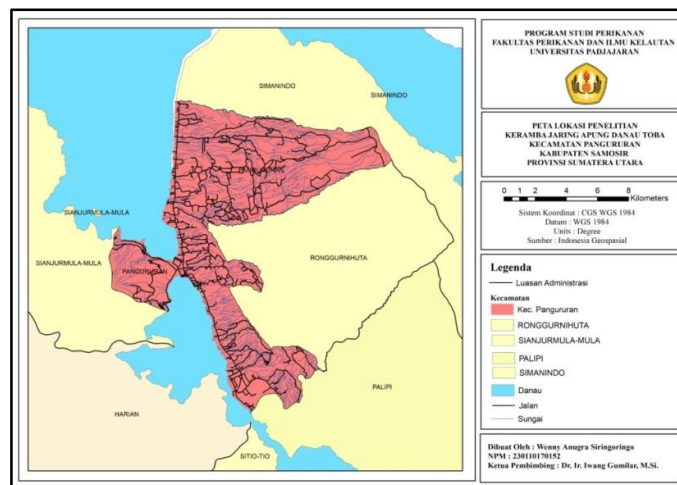 SIMANINDO
SIMANINDO
PANGURURAN
SIANJURMULA-MULA
SIANJURMULA-MULA
PANGURURAN
RONGGURNIHUTA
PALIPI
HARIAN
SITIO-TIO
PROGRAM STUDI PERIKANAN
FAKULTAS PERIKANAN DAN ILMU KELAUTAN
UNIVERSITAS PADJAJARAN
PETA LOKASI PENELITIAN
KERAMBA JARING APUNG DANAU TOBA
KECAMATAN PANGURURAN
KABUPATEN SAMOSIR
PROVINSI SUMATERA UTARA
0 1 2 4 6 8
Kilometers
Sistem Koordinat : CGS WGS 1984
Datum : WGS 1984
Units : Degree
Sumber : Indonesia Geospasial
Legenda
Luasan Administrasi
Kecamatan
Kec. Pangururan
RONGGURNIHUTA
SIANJURMULA-MULA
PALIPI
SIMANINDO
Danau
Jalan
Sungai
Dibuat Oleh : Wenny Anugra Siringoringo
NPM : 230110170152
Ketua Pembimbing : Dr. Ir. Iwang Gumilar, M.Si.